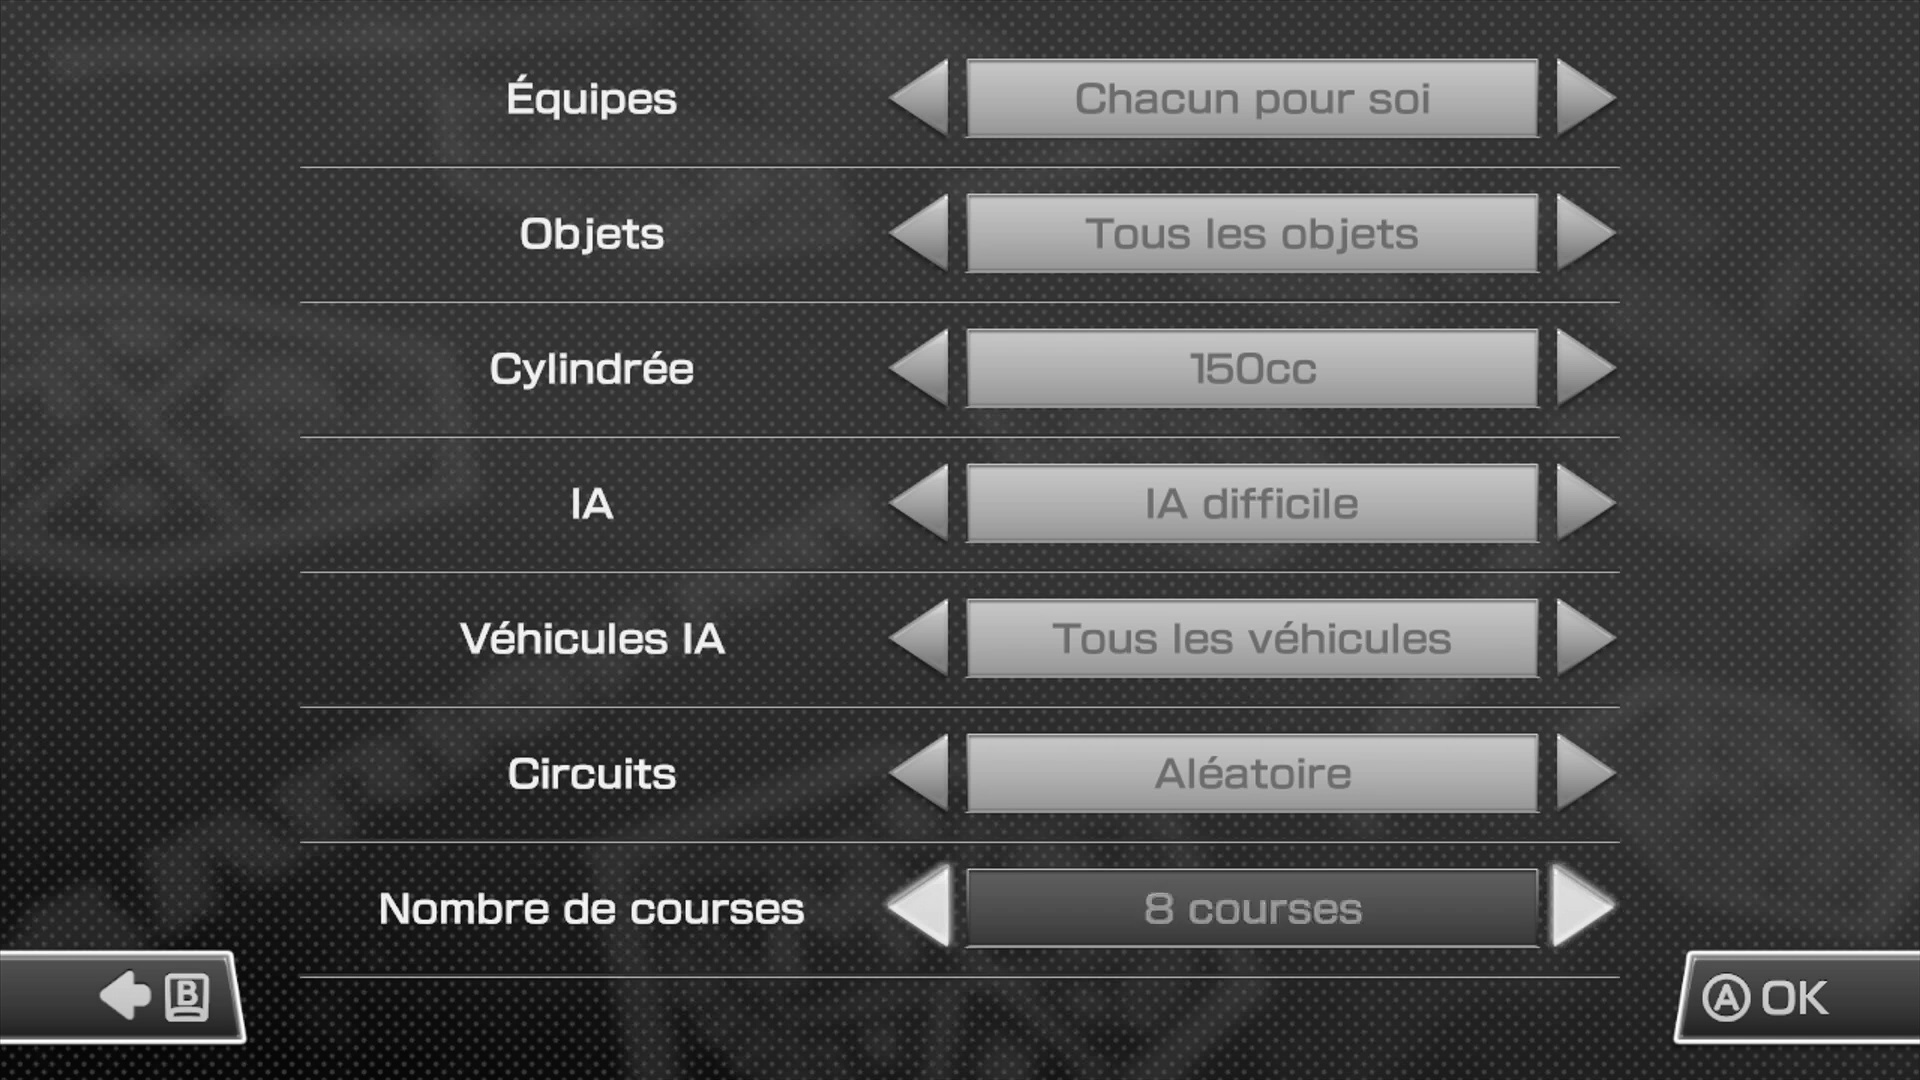 Équipes Chacun pour soi
Objets Tous les objets
Cylindrée 150cc
IA IA difficile
Véhicules IA Tous les véhicules
Circuits Aléatoire
Nombre de courses 8 courses
B A OK